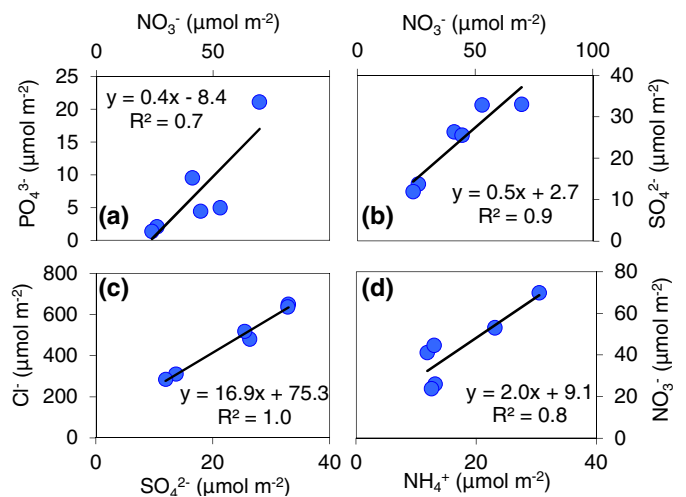 NO₃⁻ (µmol m⁻²)
0 50 100
NO₃⁻ (µmol m⁻²)
0 50 100
PO₄³⁻ (µmol m⁻²)
25
20
15
10
5
0
y = 0.4x - 8.4
R² = 0.7
(a)
SO₄²⁻ (µmol m⁻²)
40
30
20
10
0
y = 0.5x + 2.7
R² = 0.9
(b)
Cl⁻ (µmol m⁻²)
800
600
400
200
0
(c)
y = 16.9x + 75.3
R² = 1.0
0 20 40
SO₄²⁻ (µmol m⁻²)
(d)
NO₃⁻ (µmol m⁻²)
80
60
40
20
0
y = 2.0x + 9.1
R² = 0.8
0 20 40
NH₄⁺ (µmol m⁻²)